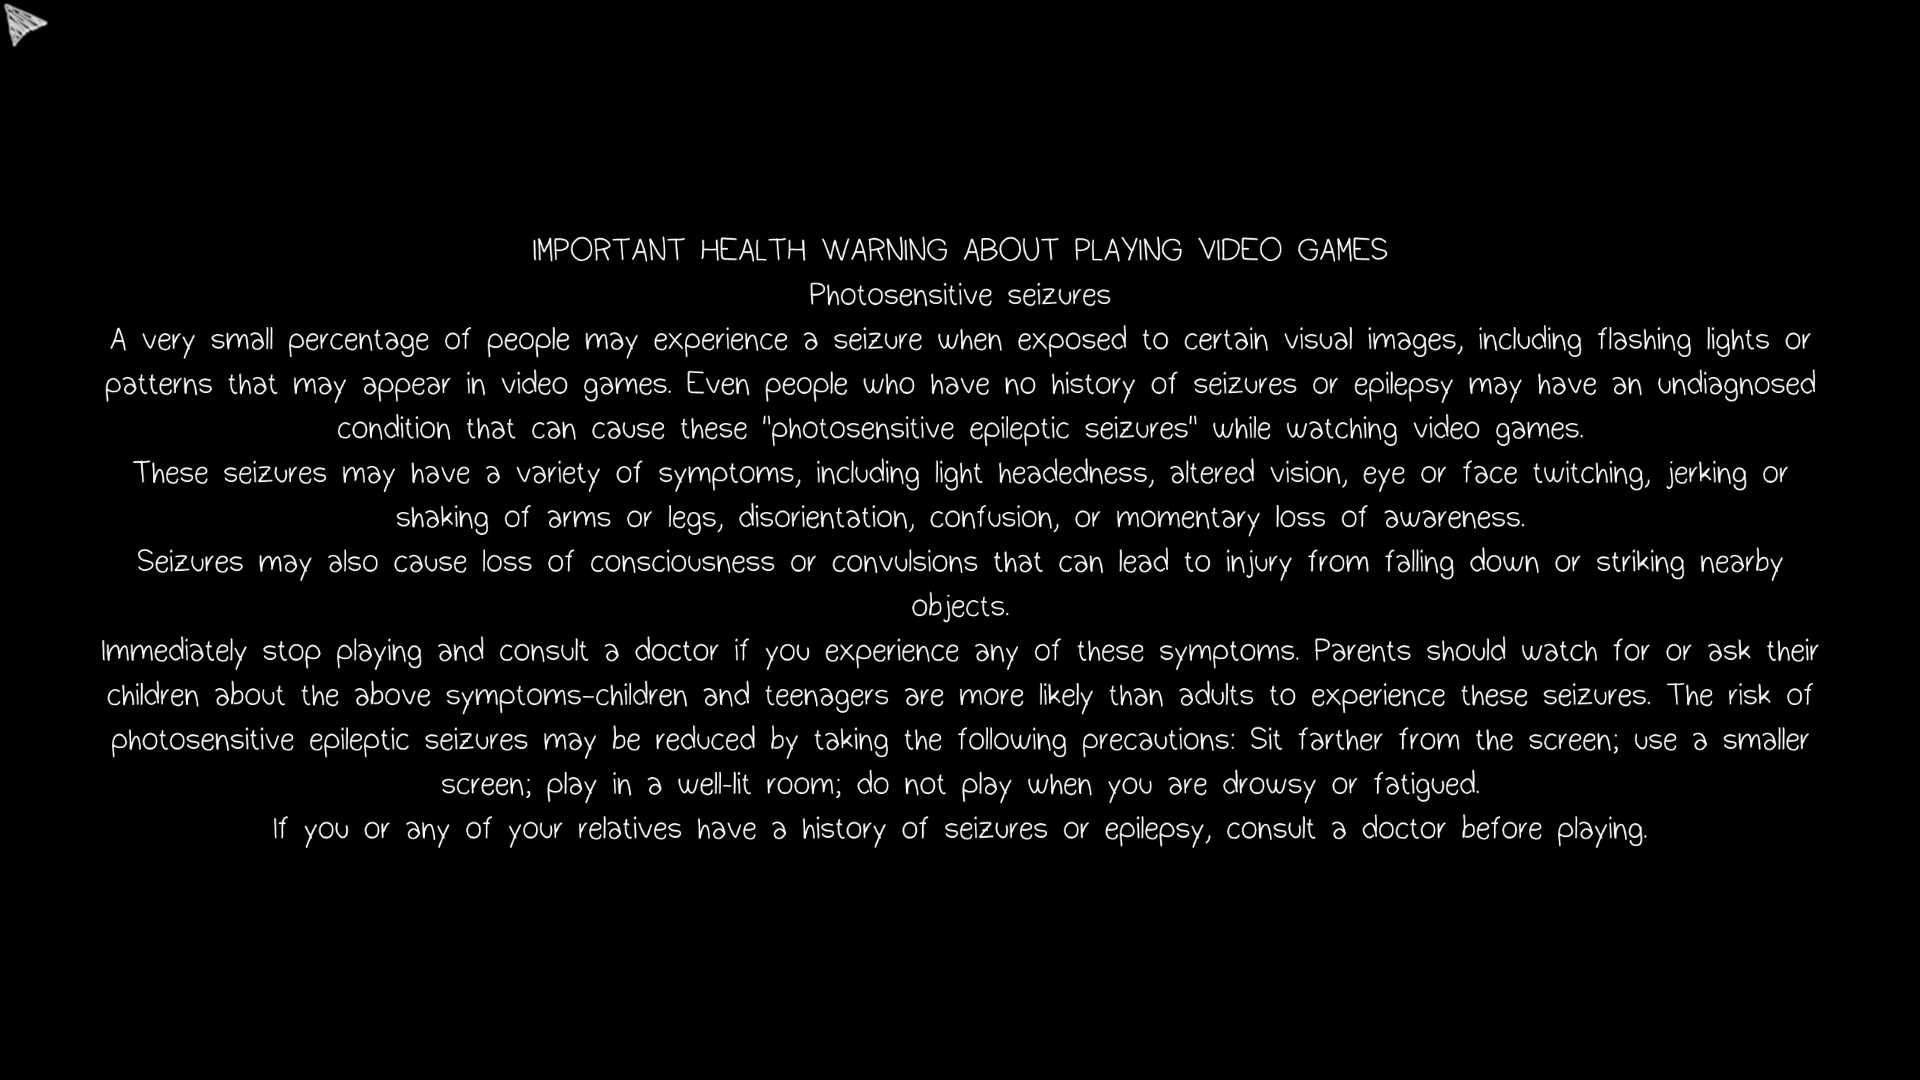 IMPORTANT HEALTH WARNING ABOUT PLAYING VIDEO GAMES
Photosensitive seizures
A very small percentage of people may experience a seizure when exposed to certain visual images, including flashing lights or
patterns that may appear in video games. Even people who have no history of seizures or epilepsy may have an undiagnosed
condition that can cause these "photosensitive epileptic seizures" while watching video games.
These seizures may have a variety of symptoms, including light headedness, altered vision, eye or face twitching, jerking or
shaking of arms or legs, disorientation, confusion, or momentary loss of awareness.
Seizures may also cause loss of consciousness or convulsions that can lead to injury from falling down or striking nearby
objects.
Immediately stop playing and consult a doctor if you experience any of these symptoms. Parents should watch for or ask their
children about the above symptoms-children and teenagers are more likely than adults to experience these seizures. The risk of
photosensitive epileptic seizures may be reduced by taking the following precautions: Sit farther from the screen; use a smaller
screen; play in a well-lit room; do not play when you are drowsy or fatigued.
If you or any of your relatives have a history of seizures or epilepsy, consult a doctor before playing.